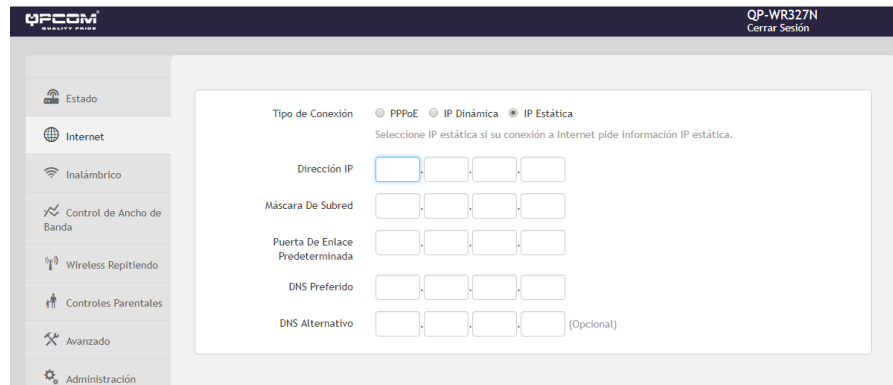 QPCOM
QUALITY PRIDE
QP-WR327N
Cerrar Sesión
Estado
Internet
Inalámbrico
Control de Ancho de
Banda
Wireless Repitiendo
Controles Parentales
Avanzado
Administración
Tipo de Conexión PPPoE IP Dinámica IP Estática
Seleccione IP estática si su conexión a Internet pide información IP estática.
Dirección IP . . .
Máscara De Subred . . .
Puerta De Enlace
Predeterminada . . .
DNS Preferido . . .
DNS Alternativo . . . (Opcional)